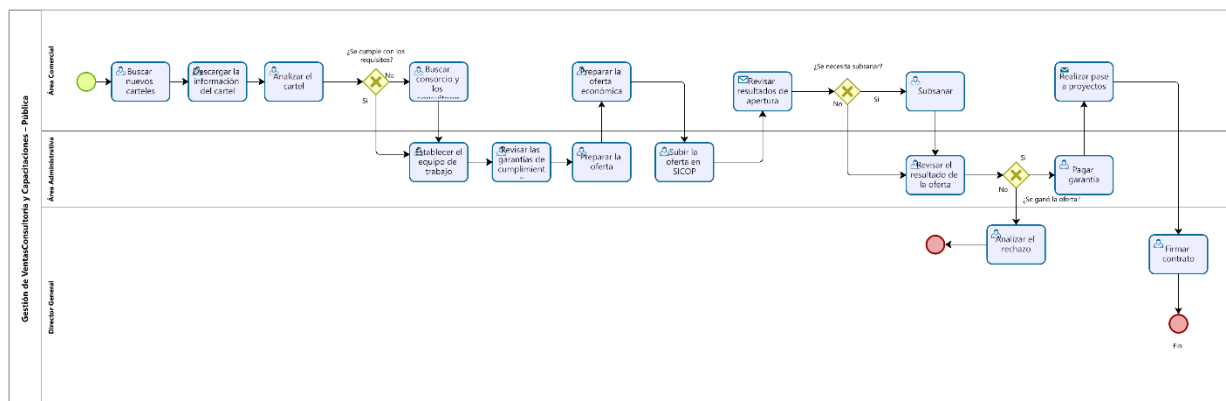 Gestión de VentasConsultoría y Capacitaciones – Pública
Área Comercial
Buscar
nuevos
carteles
Descargar la
información
del cartel
Analizar el
cartel
¿Se cumple con los
requisitos?
No
Si
Buscar
consorcio y
los
consultores
Preparar la
oferta
económica
Revisar
resultados de
apertura
¿Se necesita subsanar?
No
Si
Subsanar
Realizar pase
a proyectos
Área Administrativa
Establecer el
equipo de
trabajo
Revisar las
garantías de
cumplimient
Preparar la
oferta
Subir la
oferta en
SICOP
Revisar el
resultado de
la oferta
Si
No
¿Se ganó la oferta?
Pagar
garantía
Director General
Analizar el
rechazo
Firmar
contrato
Fin